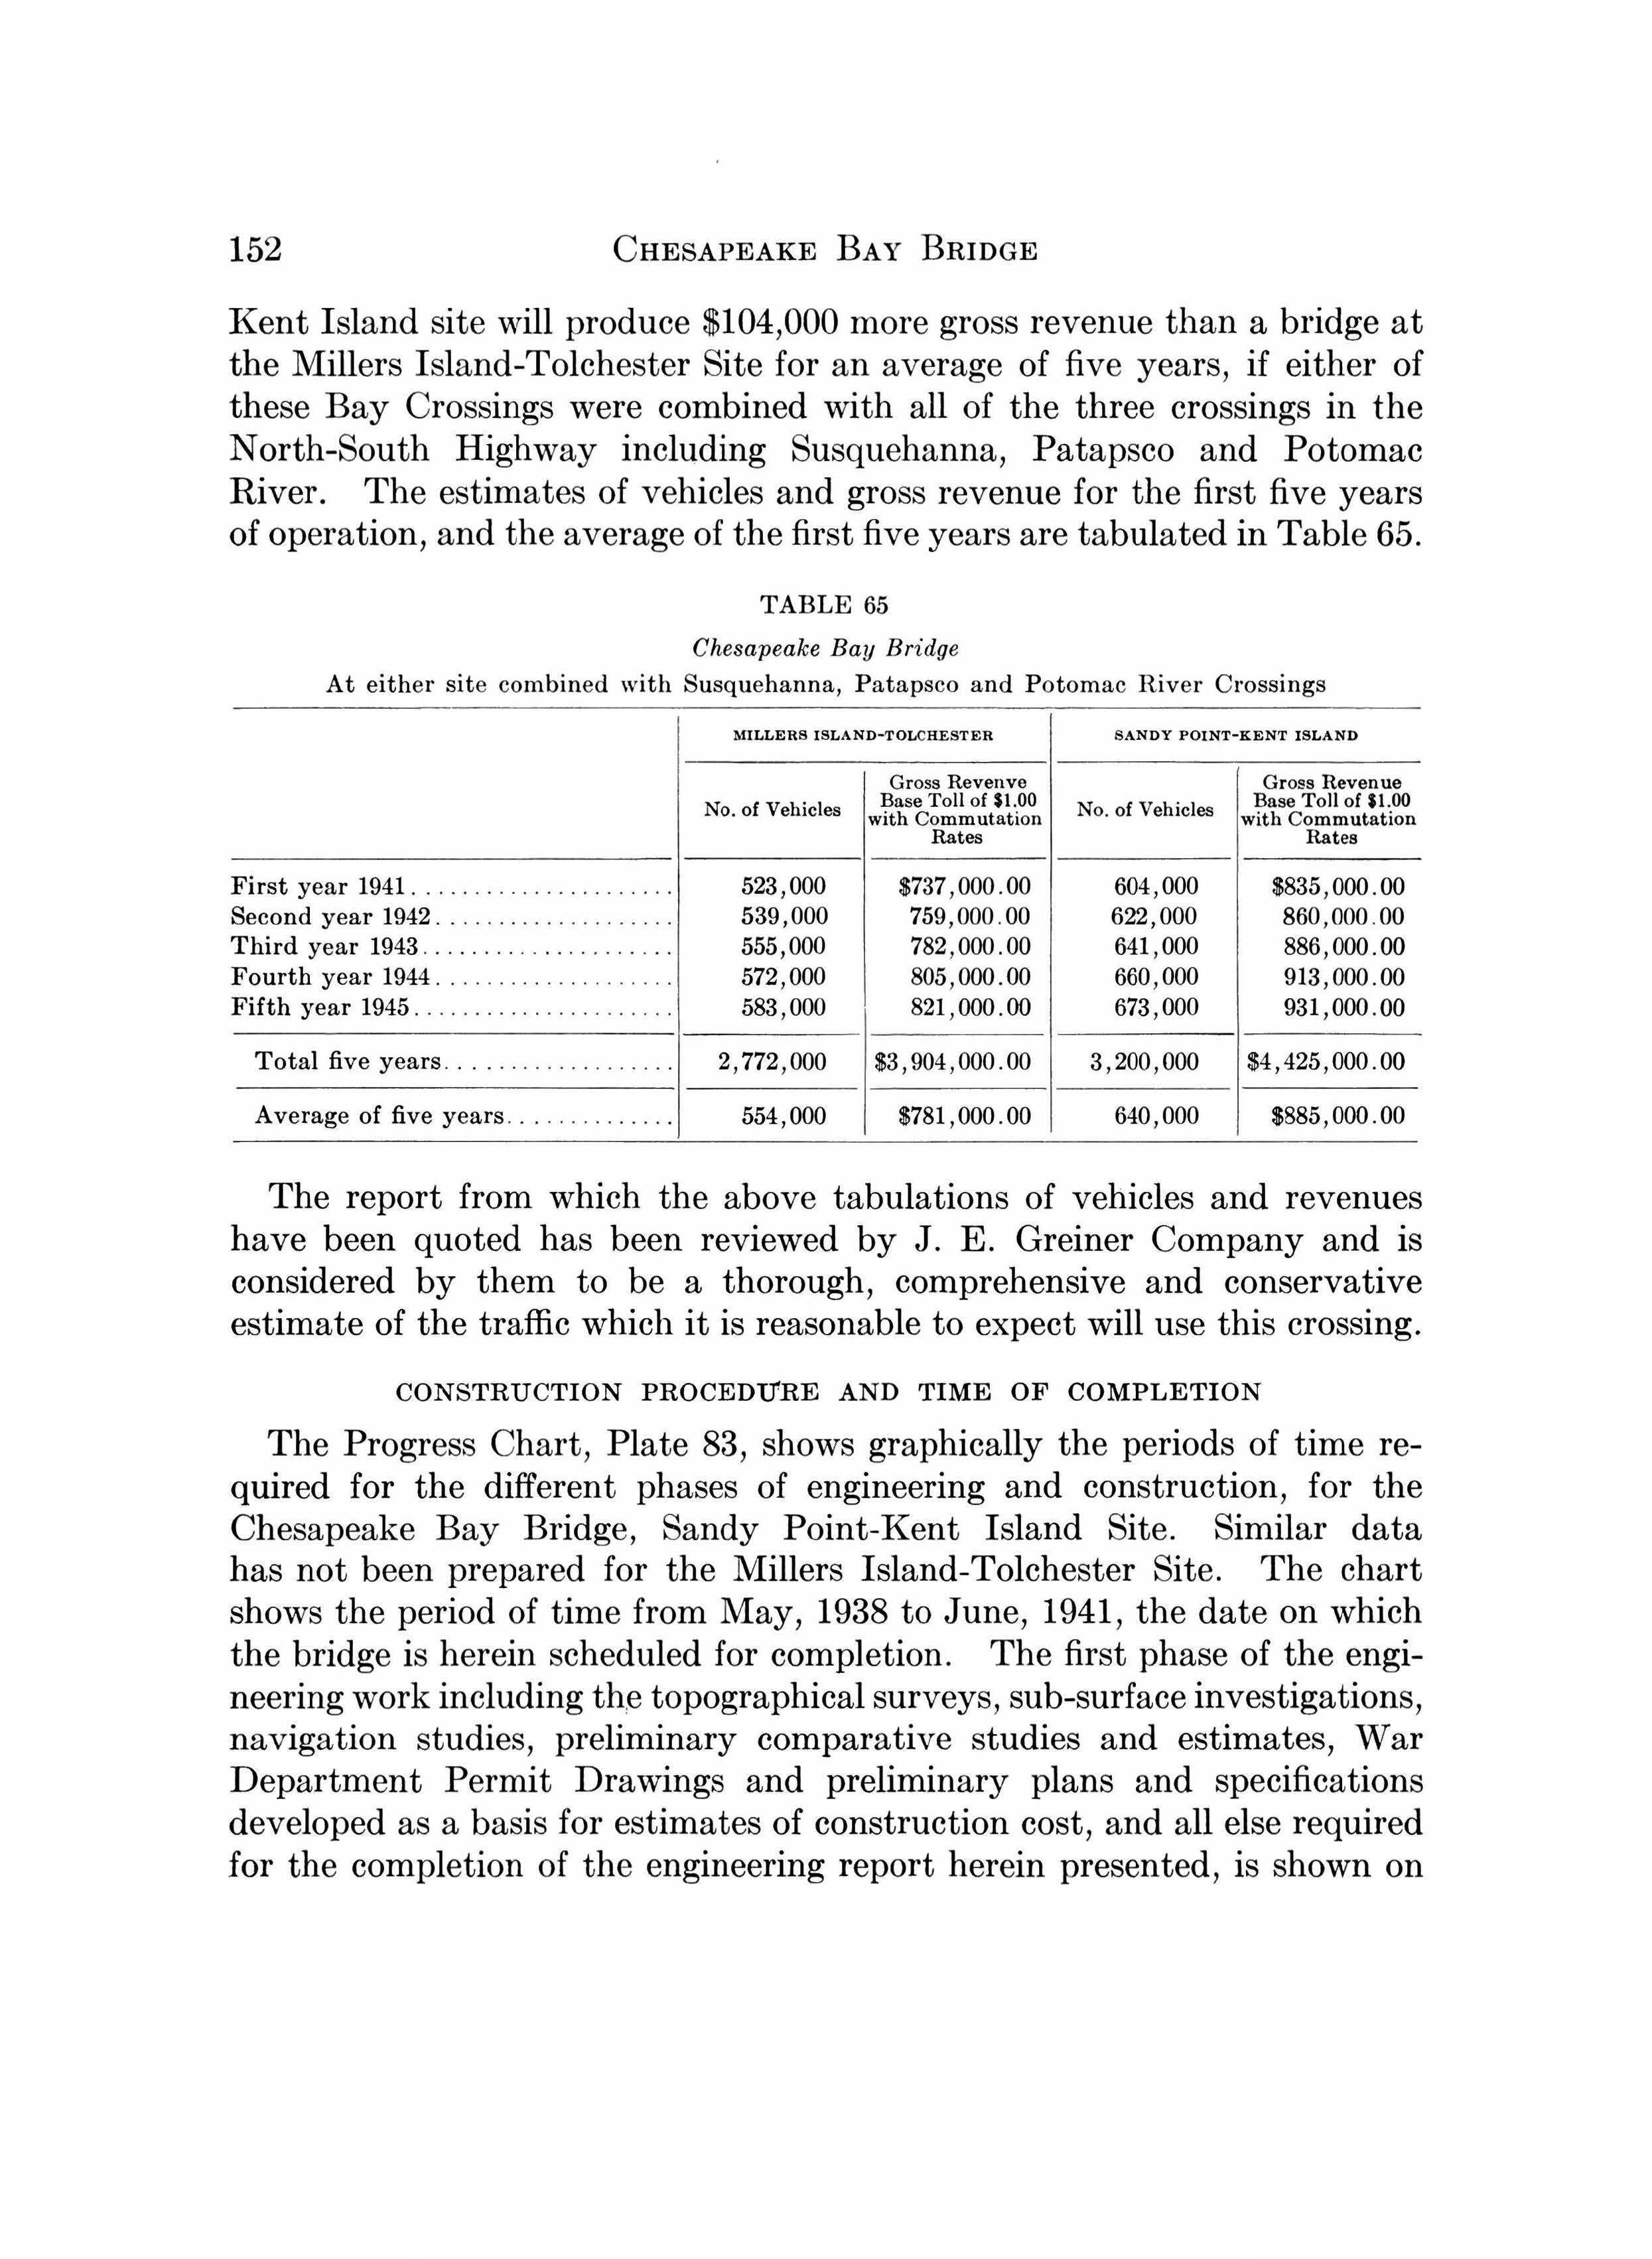 152 CHESAPEAKE BAY BRIDGE
Kent Island site will produce $104,000 more gross revenue than a bridge at
the Millers Island-Tolchester Site for an average of five years, if either of
these Bay Crossings were combined with all of the three crossings in the
North-South Highway including Susquehanna, Patapsco and Potomac
River. The estimates of vehicles and gross revenue for the first five years
of operation, and the average of the first five years are tabulated in Table 65.
TABLE 65
Chesapeake Bay Bridge
At either site combined with Susquehanna, Patapsco and Potomac River Crossings
MILLERS ISLAND-TOLCHESTER SANDY POINT-KENT ISLAND
No. of Vehicles Gross Revenve Base Toll of $1.00 with Commutation Rates No. of Vehicles Gross Revenue Base Toll of $1.00 with Commutation Rates
First year 1941 523,000 $737,000.00 604,000 $835,000.00
Second year 1942 539,000 759,000.00 622,000 860,000.00
Third year 1943 555,000 782,000.00 641,000 886,000.00
Fourth year 1944 572,000 805,000.00 660,000 913,000.00
Fifth year 1945 583,000 821,000.00 673,000 931,000.00
Total five years 2,772,000 $3,904,000.00 3,200,000 $4,425,000.00
Average of five years 554,000 $781,000.00 640,000 $885,000.00
The report from which the above tabulations of vehicles and revenues
have been quoted has been reviewed by J. E. Greiner Company and is
considered by them to be a thorough, comprehensive and conservative
estimate of the traffic which it is reasonable to expect will use this crossing.
CONSTRUCTION PROCEDURE AND TIME OF COMPLETION
The Progress Chart, Plate 83, shows graphically the periods of time re-
quired for the different phases of engineering and construction, for the
Chesapeake Bay Bridge, Sandy Point-Kent Island Site. Similar data
has not been prepared for the Millers Island-Tolchester Site. The chart
shows the period of time from May, 1938 to June, 1941, the date on which
the bridge is herein scheduled for completion. The first phase of the engi-
neering work including the topographical surveys, sub-surface investigations,
navigation studies, preliminary comparative studies and estimates, War
Department Permit Drawings and preliminary plans and specifications
developed as a basis for estimates of construction cost, and all else required
for the completion of the engineering report herein presented, is shown on